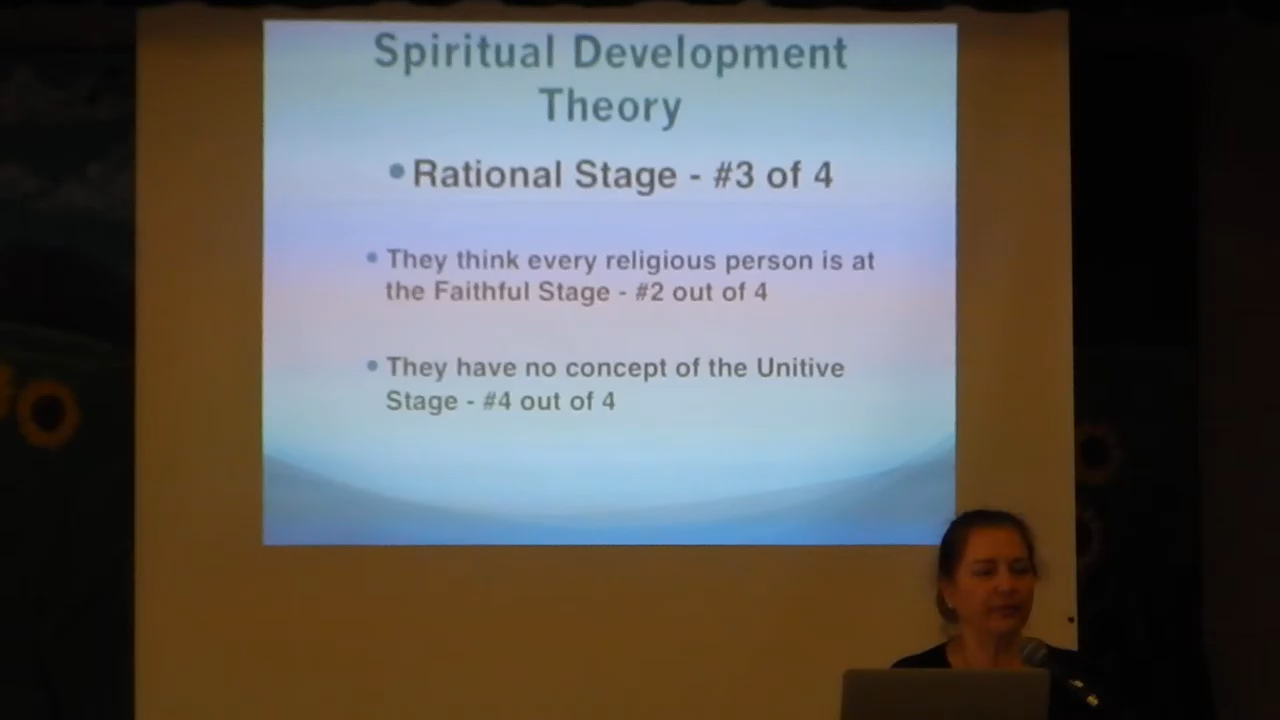 Spiritual Development
Theory
•Rational Stage - #3 of 4
• They think every religious person is at
the Faithful Stage - #2 out of 4
• They have no concept of the Unitive
Stage - #4 out of 4